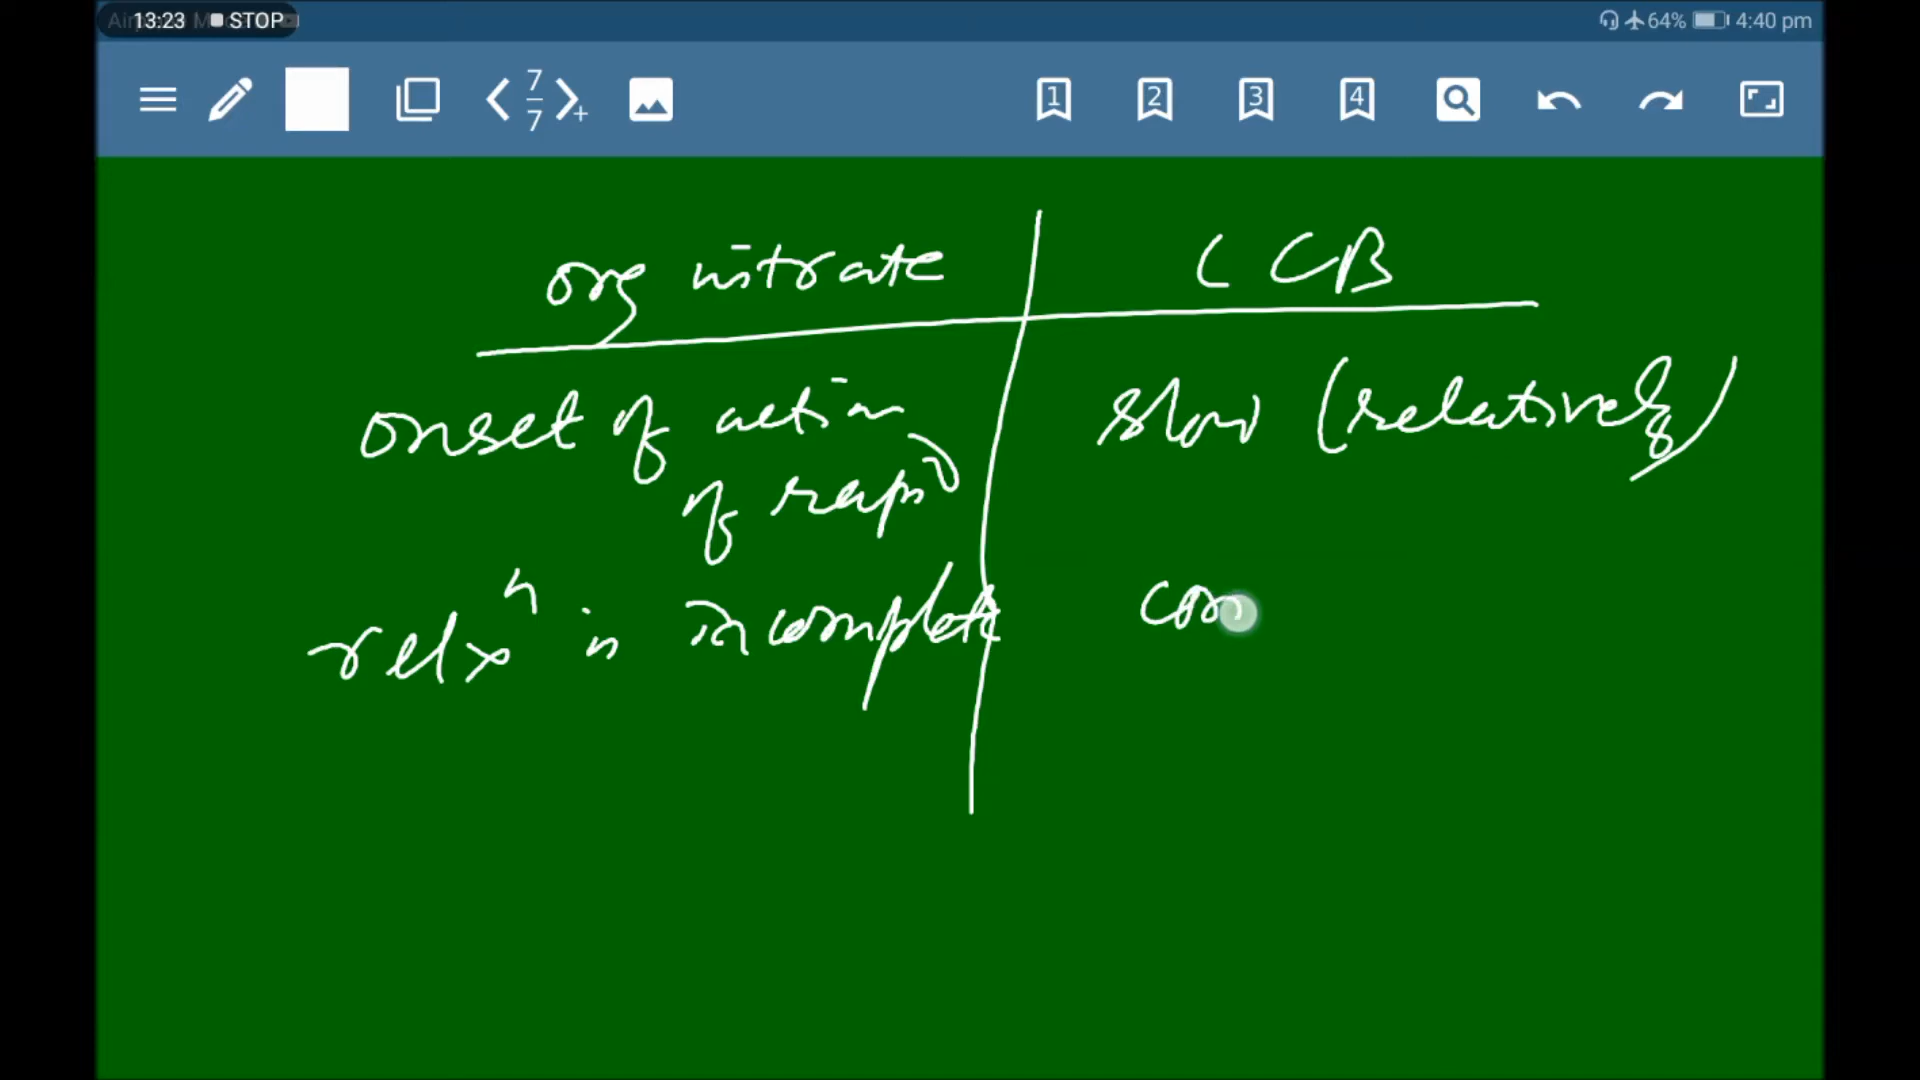 13:23 STOP 64% 4:40 pm
7
7
1 2 3 4
org nitrate CCB
onset of action slow (relatively)
of rapid
relxⁿ is incomplete com